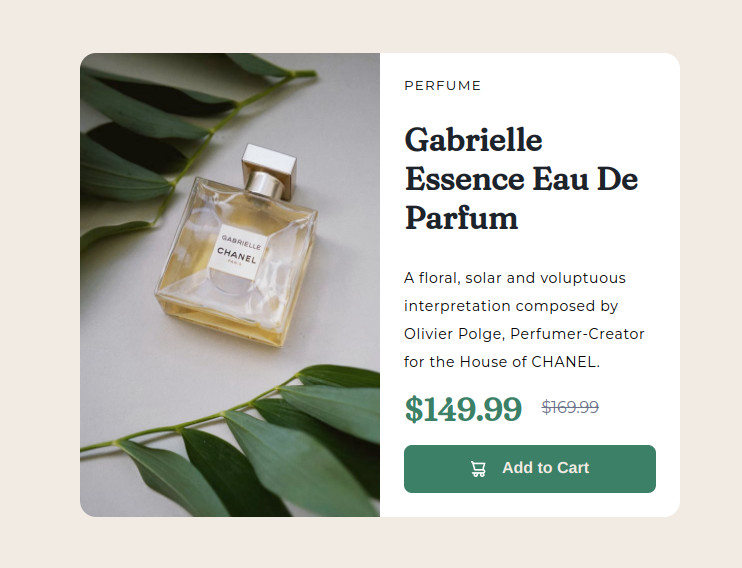 PERFUME
Gabrielle
Essence Eau De
Parfum
A floral, solar and voluptuous
interpretation composed by
Olivier Polge, Perfumer-Creator
for the House of CHANEL.
$149.99 $169.99
Add to Cart
GABRIELLE
CHANEL
PARIS